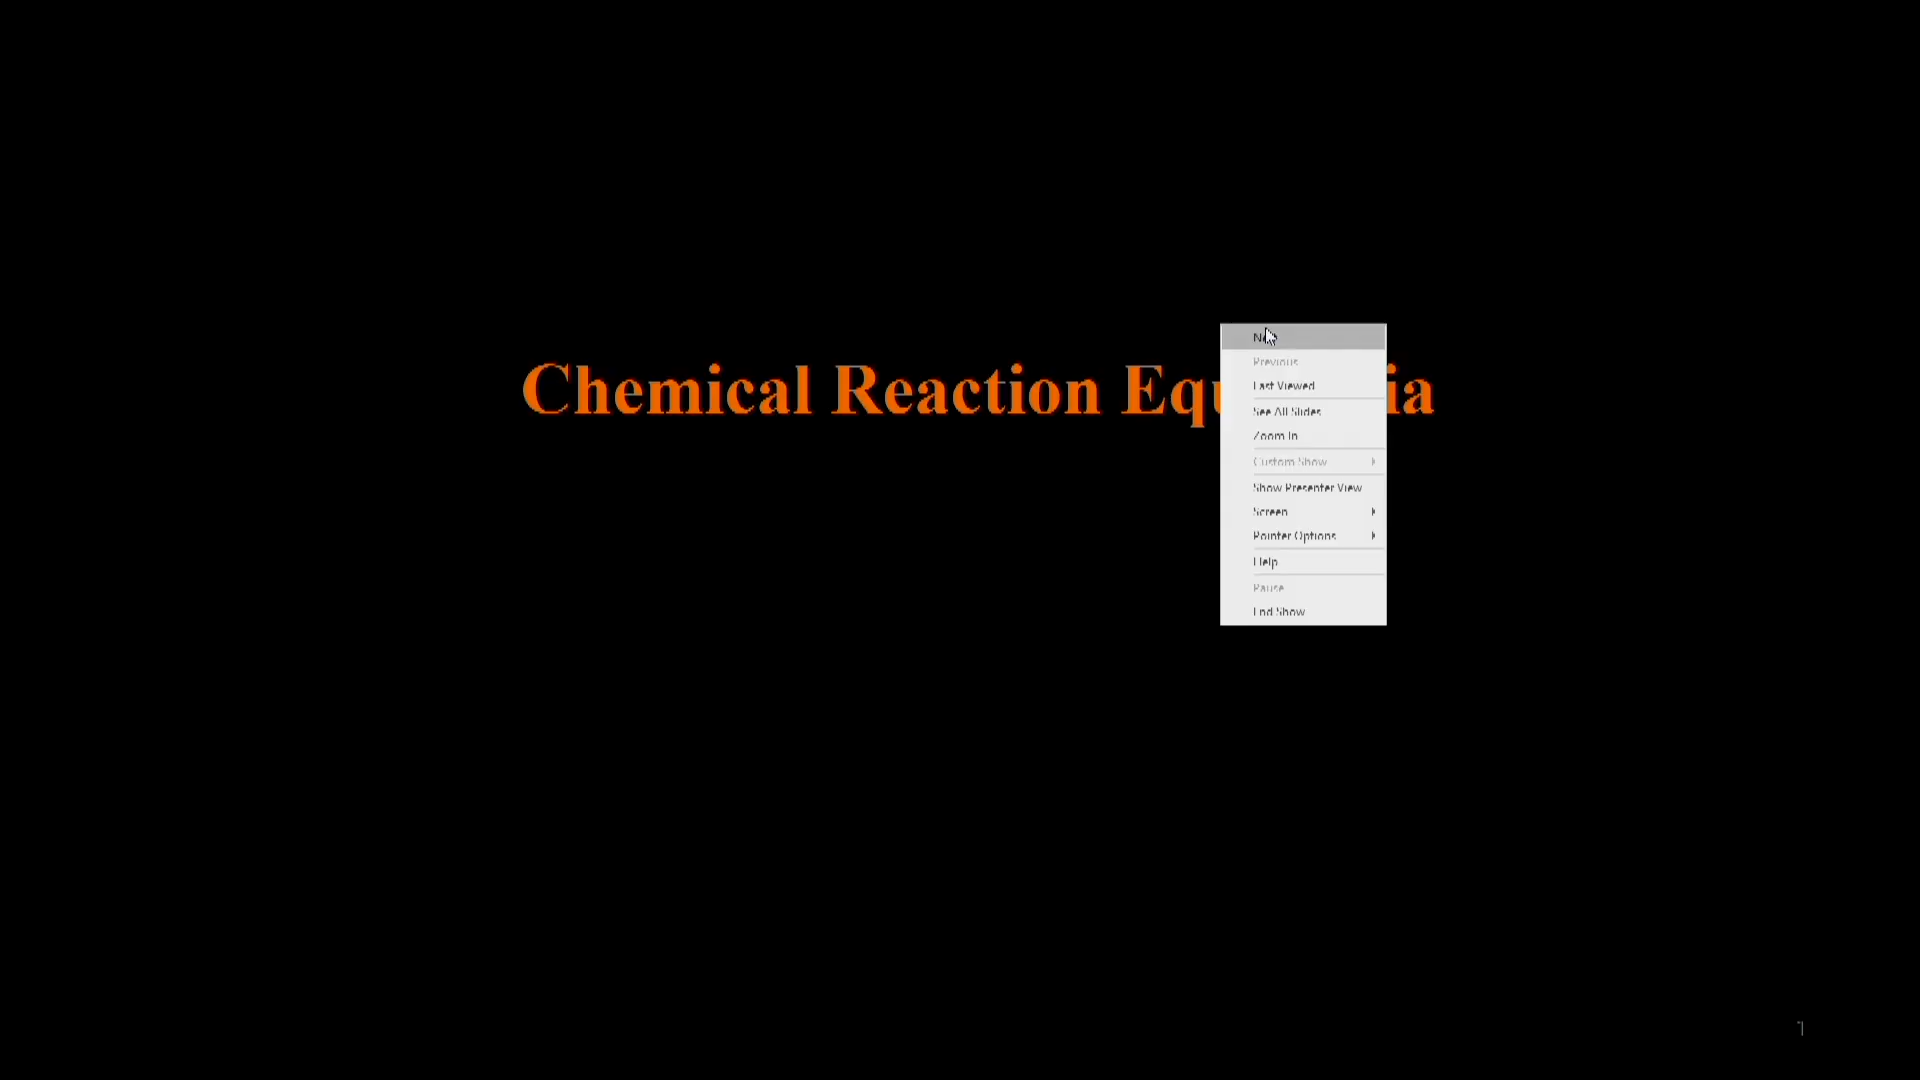 Chemical Reaction Equ ia
Previous
Last Viewed
See All Slides
Zoom In
Custom Show
Show Presenter View
Screen
Pointer Options
Help
Pause
End Show
1